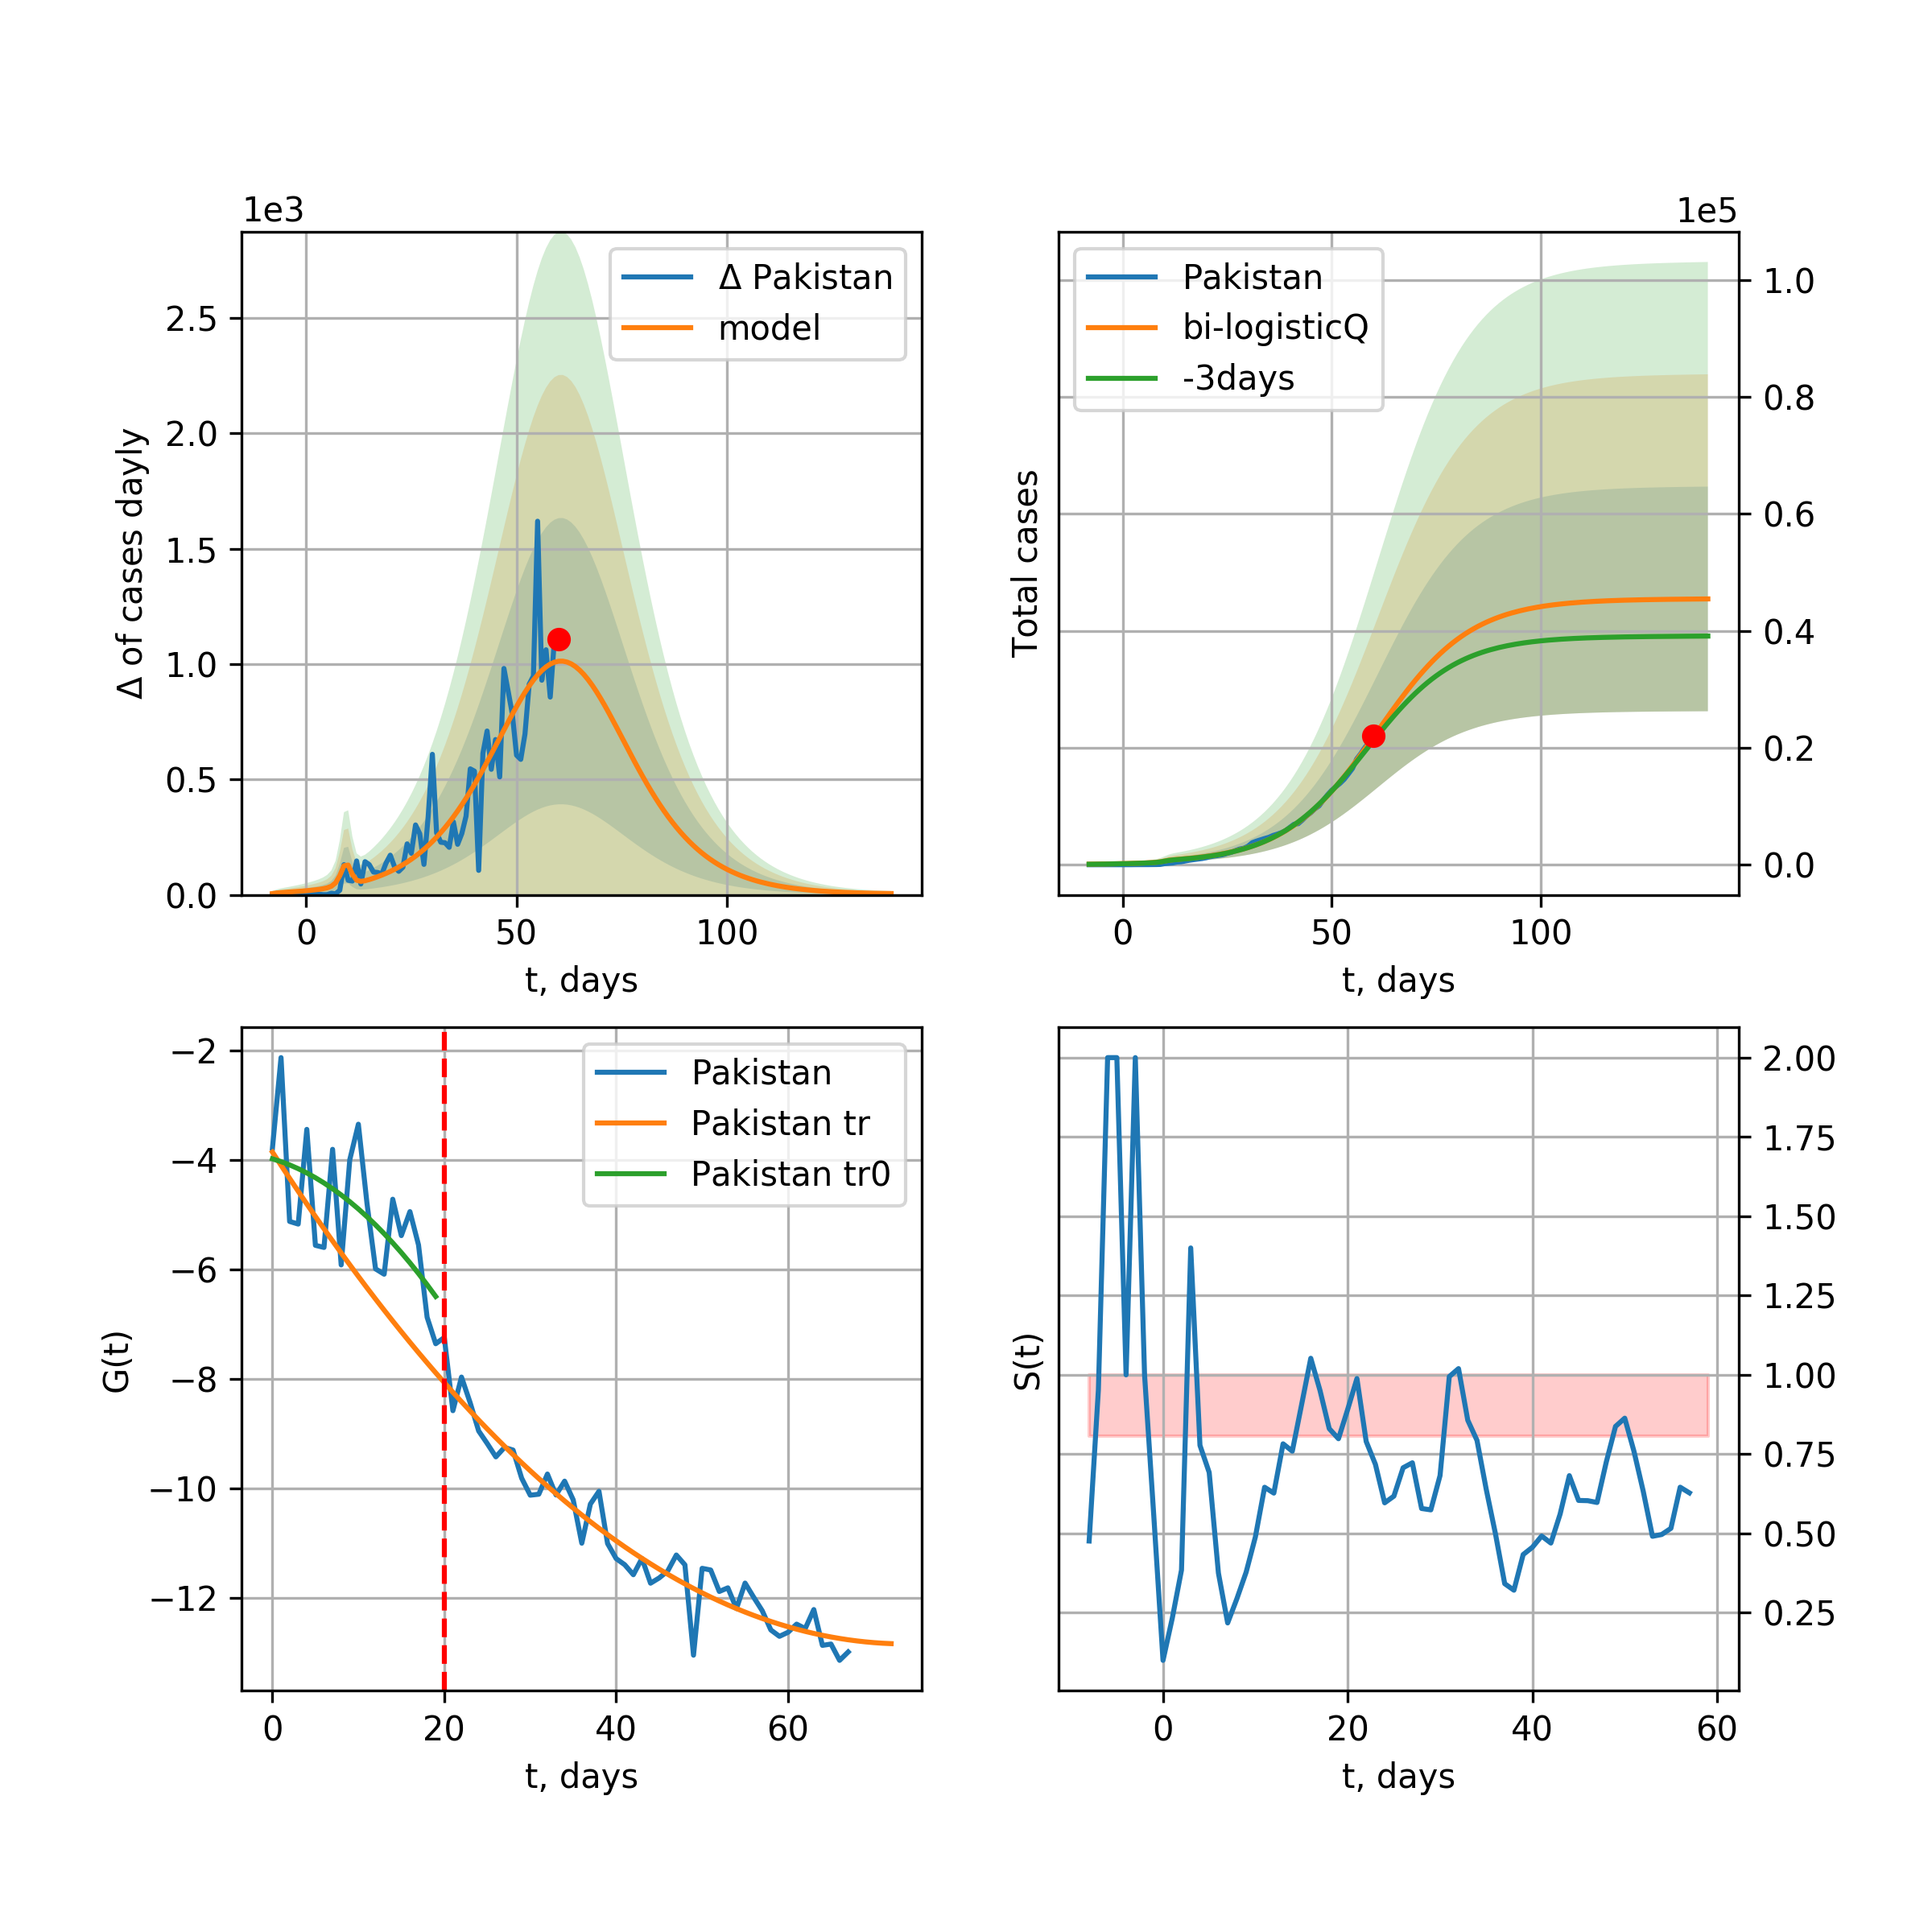 1e3
Δ Pakistan
model
2.5
2.0
1.5
1.0
0.5
0.0
Δ of cases dayly
0 50 100
t, days
1e5
Pakistan
bi-logisticQ
-3days
1.0
0.8
0.6
0.4
0.2
0.0
Total cases
0 50 100
t, days
Pakistan
Pakistan tr
Pakistan tr0
−2
−4
−6
−8
−10
−12
G(t)
0 20 40 60
t, days
2.00
1.75
1.50
1.25
1.00
0.75
0.50
0.25
S(t)
0 20 40 60
t, days